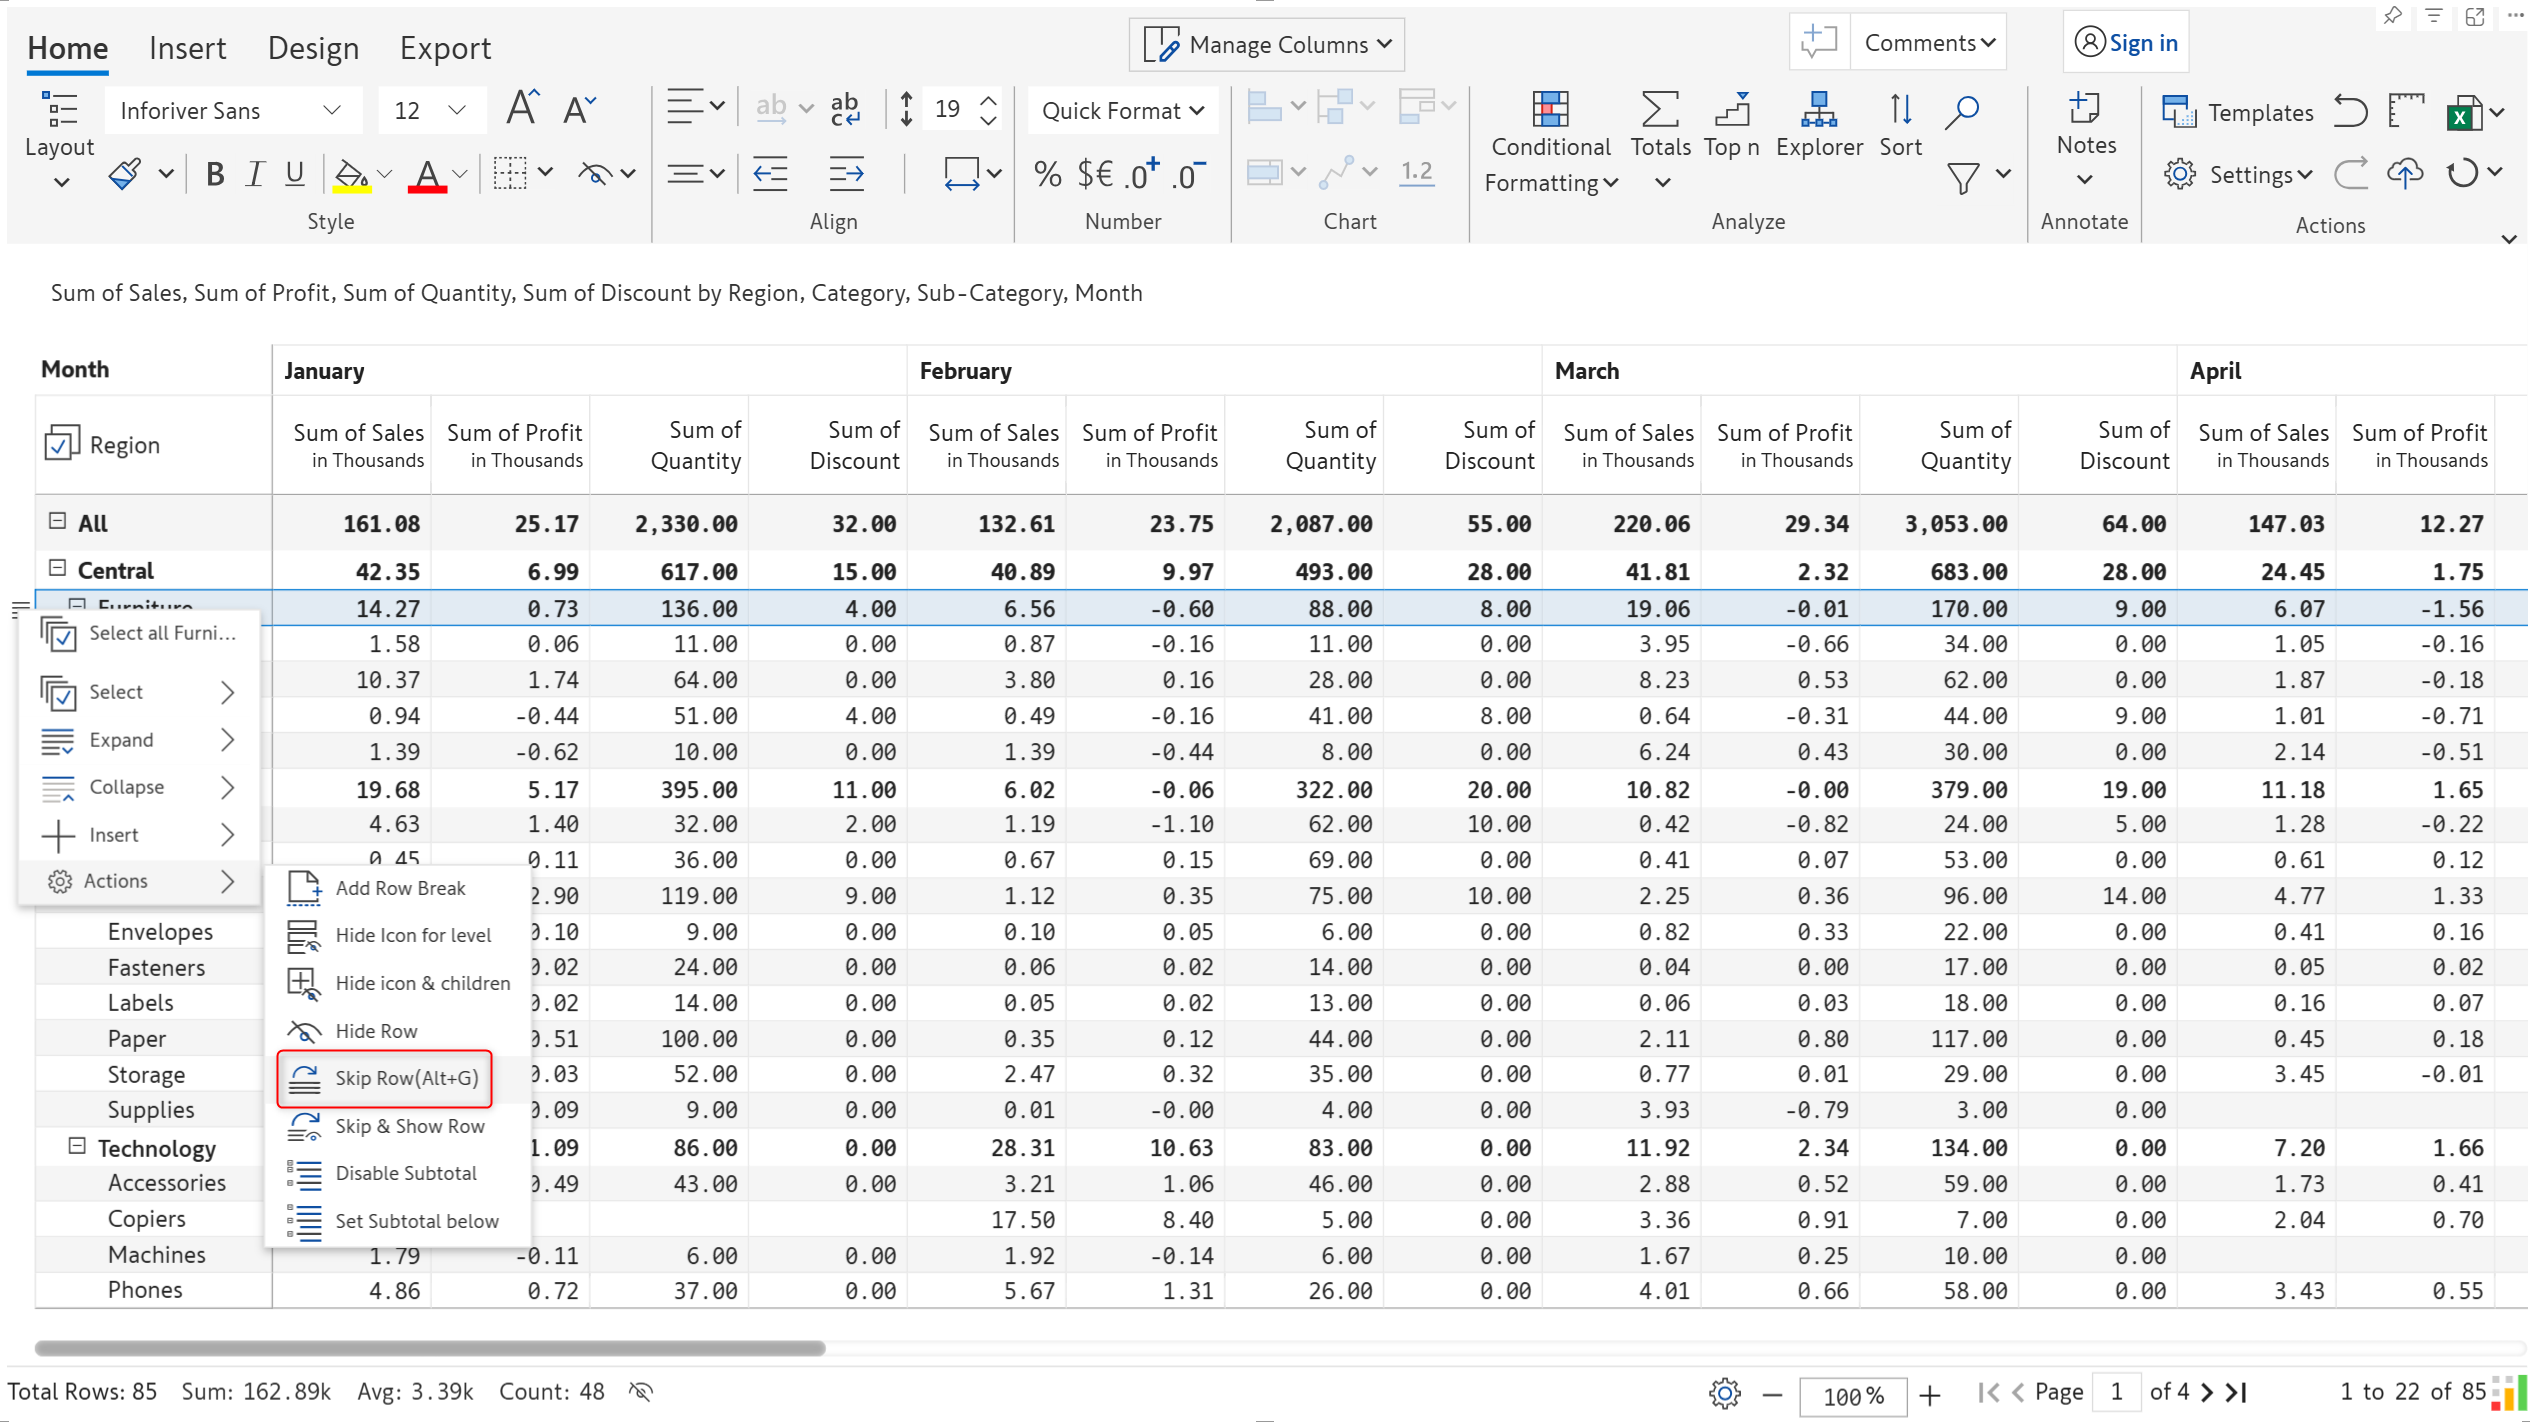 Home Insert Design Export Manage Columns Comments Sign in
Inforiver Sans 12 A A ab ab c 19 Quick Format Templates
Layout Conditional Formatting Totals Top n Explorer Sort Notes
B I U A % $€ .0+ .0- 1.2 Settings
Style Align Number Chart Analyze Annotate Actions
Sum of Sales, Sum of Profit, Sum of Quantity, Sum of Discount by Region, Category, Sub-Category, Month
Month January February March April
Region Sum of Sales in Thousands Sum of Profit in Thousands Sum of Quantity Sum of Discount Sum of Sales in Thousands Sum of Profit in Thousands Sum of Quantity Sum of Discount Sum of Sales in Thousands Sum of Profit in Thousands Sum of Quantity Sum of Discount Sum of Sales in Thousands Sum of Profit in Thousands
All 161.08 25.17 2,330.00 32.00 132.61 23.75 2,087.00 55.00 220.06 29.34 3,053.00 64.00 147.03 12.27
Central 42.35 6.99 617.00 15.00 40.89 9.97 493.00 28.00 41.81 2.32 683.00 28.00 24.45 1.75
Furniture 14.27 0.73 136.00 4.00 6.56 -0.60 88.00 8.00 19.06 -0.01 170.00 9.00 6.07 -1.56
Select all Furni... 1.58 0.06 11.00 0.00 0.87 -0.16 11.00 0.00 3.95 -0.66 34.00 0.00 1.05 -0.16
Select 10.37 1.74 64.00 0.00 3.80 0.16 28.00 0.00 8.23 0.53 62.00 0.00 1.87 -0.18
0.94 -0.44 51.00 4.00 0.49 -0.16 41.00 8.00 0.64 -0.31 44.00 9.00 1.01 -0.71
Expand 1.39 -0.62 10.00 0.00 1.39 -0.44 8.00 0.00 6.24 0.43 30.00 0.00 2.14 -0.51
Collapse 19.68 5.17 395.00 11.00 6.02 -0.06 322.00 20.00 10.82 -0.00 379.00 19.00 11.18 1.65
Insert 4.63 1.40 32.00 2.00 1.19 -1.10 62.00 10.00 0.42 -0.82 24.00 5.00 1.28 -0.22
0.45 0.11 36.00 0.00 0.67 0.15 69.00 0.00 0.41 0.07 53.00 0.00 0.61 0.12
Actions Add Row Break 2.90 119.00 9.00 1.12 0.35 75.00 10.00 2.25 0.36 96.00 14.00 4.77 1.33
Envelopes Hide Icon for level 0.10 9.00 0.00 0.10 0.05 6.00 0.00 0.82 0.33 22.00 0.00 0.41 0.16
Fasteners Hide icon & children 0.02 24.00 0.00 0.06 0.02 14.00 0.00 0.04 0.00 17.00 0.00 0.05 0.02
Labels 0.02 14.00 0.00 0.05 0.02 13.00 0.00 0.06 0.03 18.00 0.00 0.16 0.07
Paper Hide Row 0.51 100.00 0.00 0.35 0.12 44.00 0.00 2.11 0.80 117.00 0.00 0.45 0.18
Storage Skip Row(Alt+G) 0.03 52.00 0.00 2.47 0.32 35.00 0.00 0.77 0.01 29.00 0.00 3.45 -0.01
Supplies Skip & Show Row 0.09 9.00 0.00 0.01 -0.00 4.00 0.00 3.93 -0.79 3.00 0.00
Technology 1.09 86.00 0.00 28.31 10.63 83.00 0.00 11.92 2.34 134.00 0.00 7.20 1.66
Accessories Disable Subtotal 0.49 43.00 0.00 3.21 1.06 46.00 0.00 2.88 0.52 59.00 0.00 1.73 0.41
Copiers Set Subtotal below 17.50 8.40 5.00 0.00 3.36 0.91 7.00 0.00 2.04 0.70
Machines 1.79 -0.11 6.00 0.00 1.92 -0.14 6.00 0.00 1.67 0.25 10.00 0.00
Phones 4.86 0.72 37.00 0.00 5.67 1.31 26.00 0.00 4.01 0.66 58.00 0.00 3.43 0.55
Total Rows: 85 Sum: 162.89k Avg: 3.39k Count: 48 100% Page 1 of 4 1 to 22 of 85